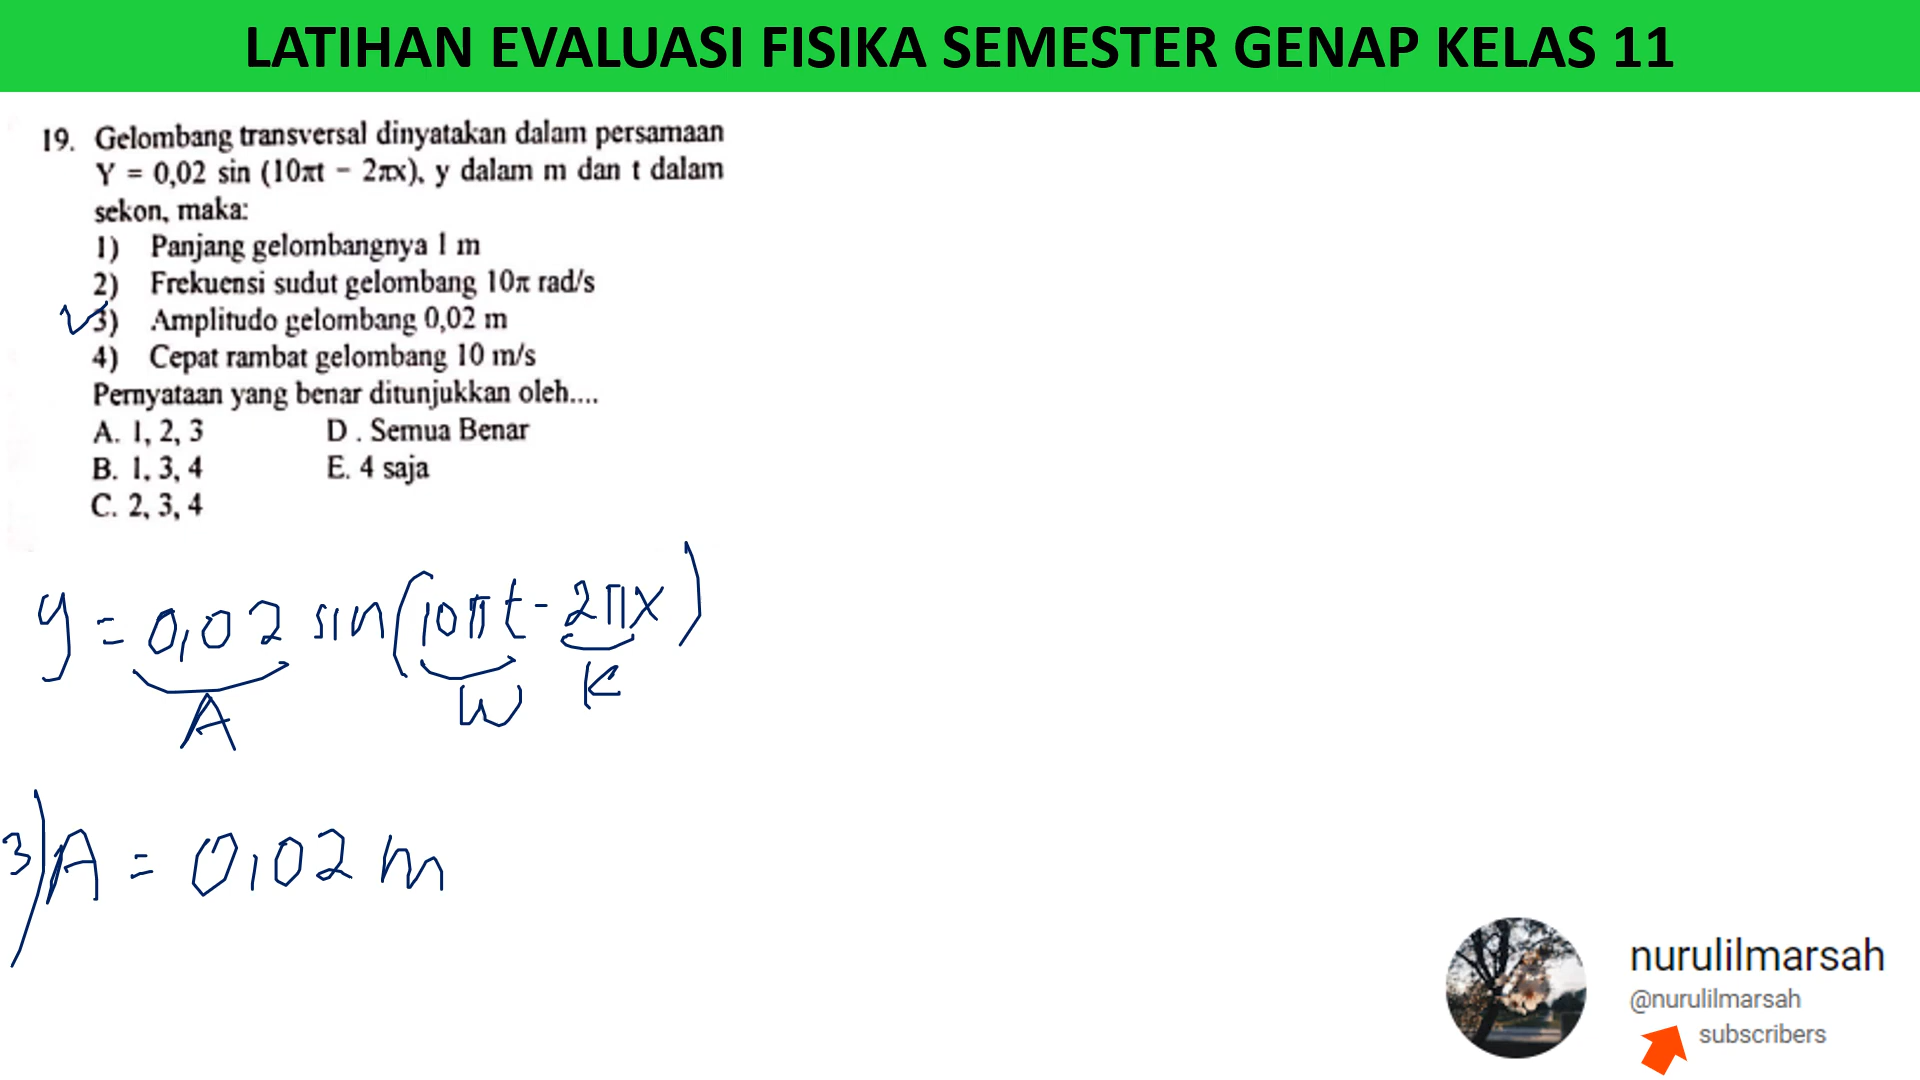 LATIHAN EVALUASI FISIKA SEMESTER GENAP KELAS 11
19. Gelombang transversal dinyatakan dalam persamaan
Y = 0,02 sin (10πt − 2πx), y dalam m dan t dalam
sekon, maka:
1) Panjang gelombangnya 1 m
2) Frekuensi sudut gelombang 10π rad/s
3) Amplitudo gelombang 0,02 m
4) Cepat rambat gelombang 10 m/s
Pernyataan yang benar ditunjukkan oleh....
A. 1, 2, 3 D . Semua Benar
B. 1, 3, 4 E. 4 saja
C. 2, 3, 4
y = 0,02 sin(10πt - 2πx)
A W K
3) A = 0,02 m
nurulilmarsah
@nurulilmarsah
subscribers